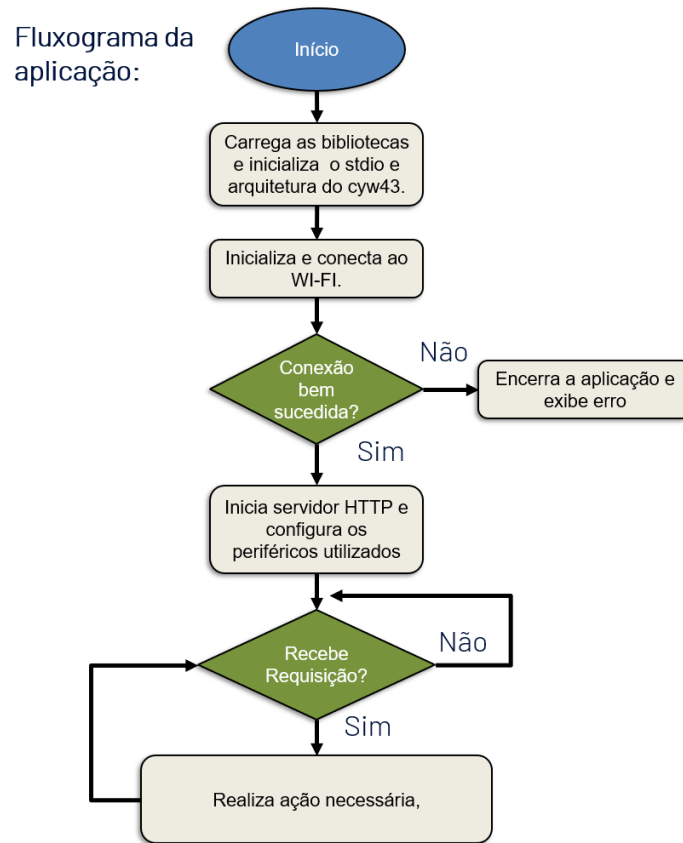 Fluxograma da
aplicação:
Início
Carrega as bibliotecas
e inicializa o stdio e
arquitetura do cyw43.
Inicializa e conecta ao
WI-FI.
Conexão
bem
sucedida?
Não
Encerra a aplicação e
exibe erro
Sim
Inicia servidor HTTP e
configura os
periféricos utilizados
Recebe
Requisição?
Não
Sim
Realiza ação necessária,